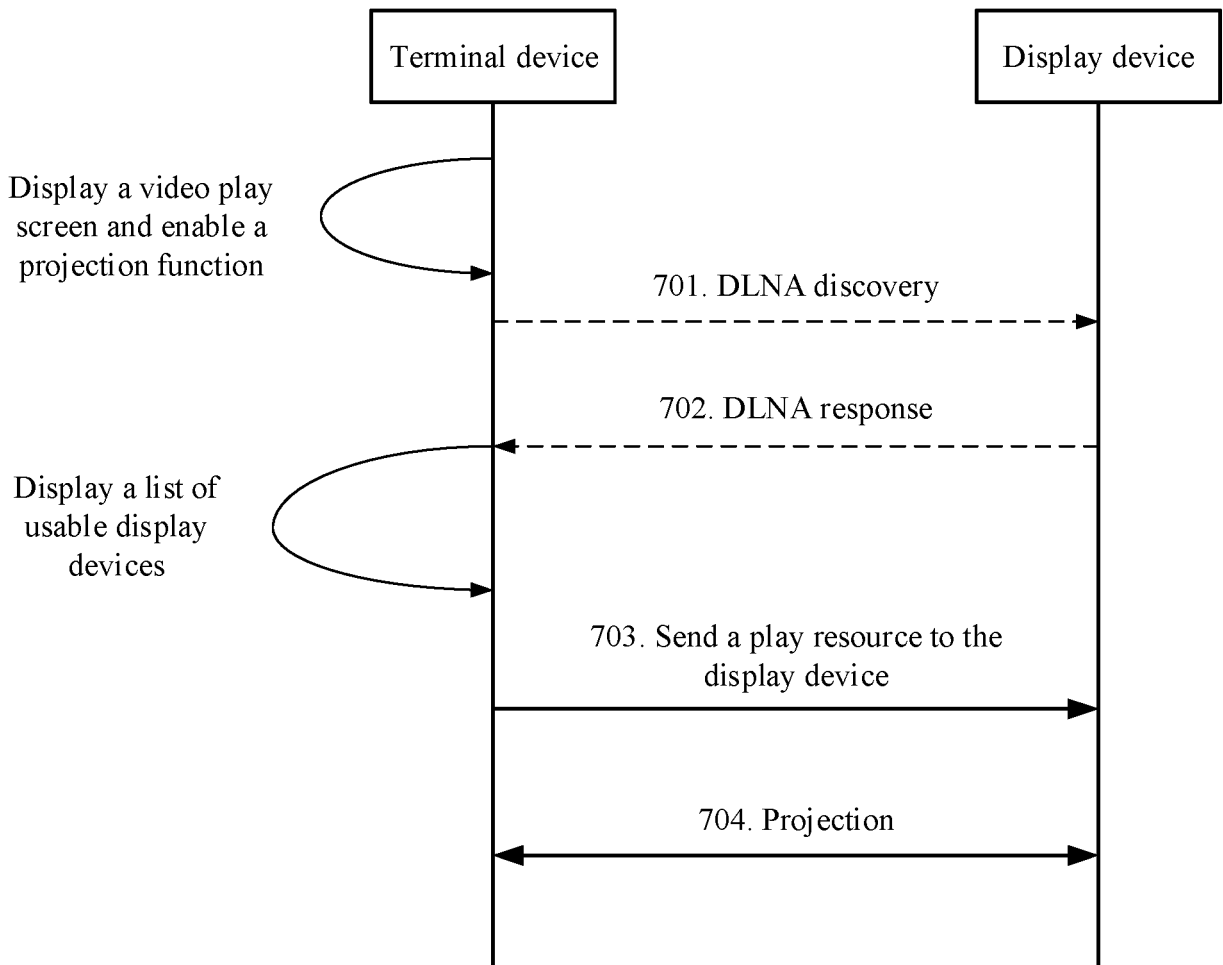 Terminal device
Display device
Display a video play
screen and enable a
projection function
701. DLNA discovery
702. DLNA response
Display a list of
usable display
devices
703. Send a play resource to the
display device
704. Projection